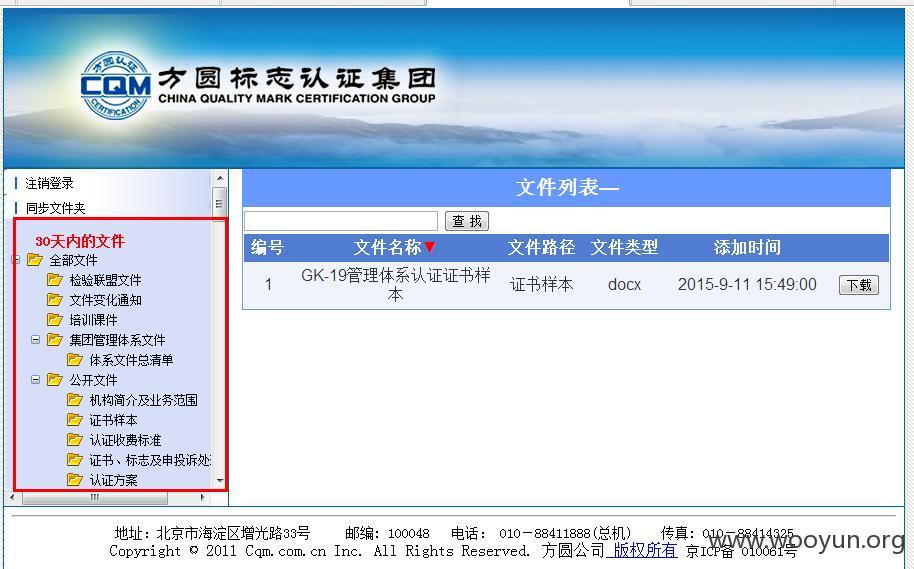 方圆标志认证
CQM
CERTIFICATION
方圆标志认证集团
CHINA QUALITY MARK CERTIFICATION GROUP
注销登录
同步文件夹
30天内的文件
全部文件
检验联盟文件
文件变化通知
培训课件
集团管理体系文件
体系文件总清单
公开文件
机构简介及业务范围
证书样本
认证收费标准
证书、标志及申投诉处
认证方案
文件列表—
查 找
编号 文件名称▼ 文件路径 文件类型 添加时间
1 GK-19管理体系认证证书样本 证书样本 docx 2015-9-11 15:49:00 下载
地址：北京市海淀区增光路33号 邮编：100048 电话： 010-88411888(总机) 传真：010-88414325
Copyright © 2011 Cqm.com.cn Inc. All Rights Reserved. 方圆公司 版权所有 京ICP备 010061号
www.wooyun.org